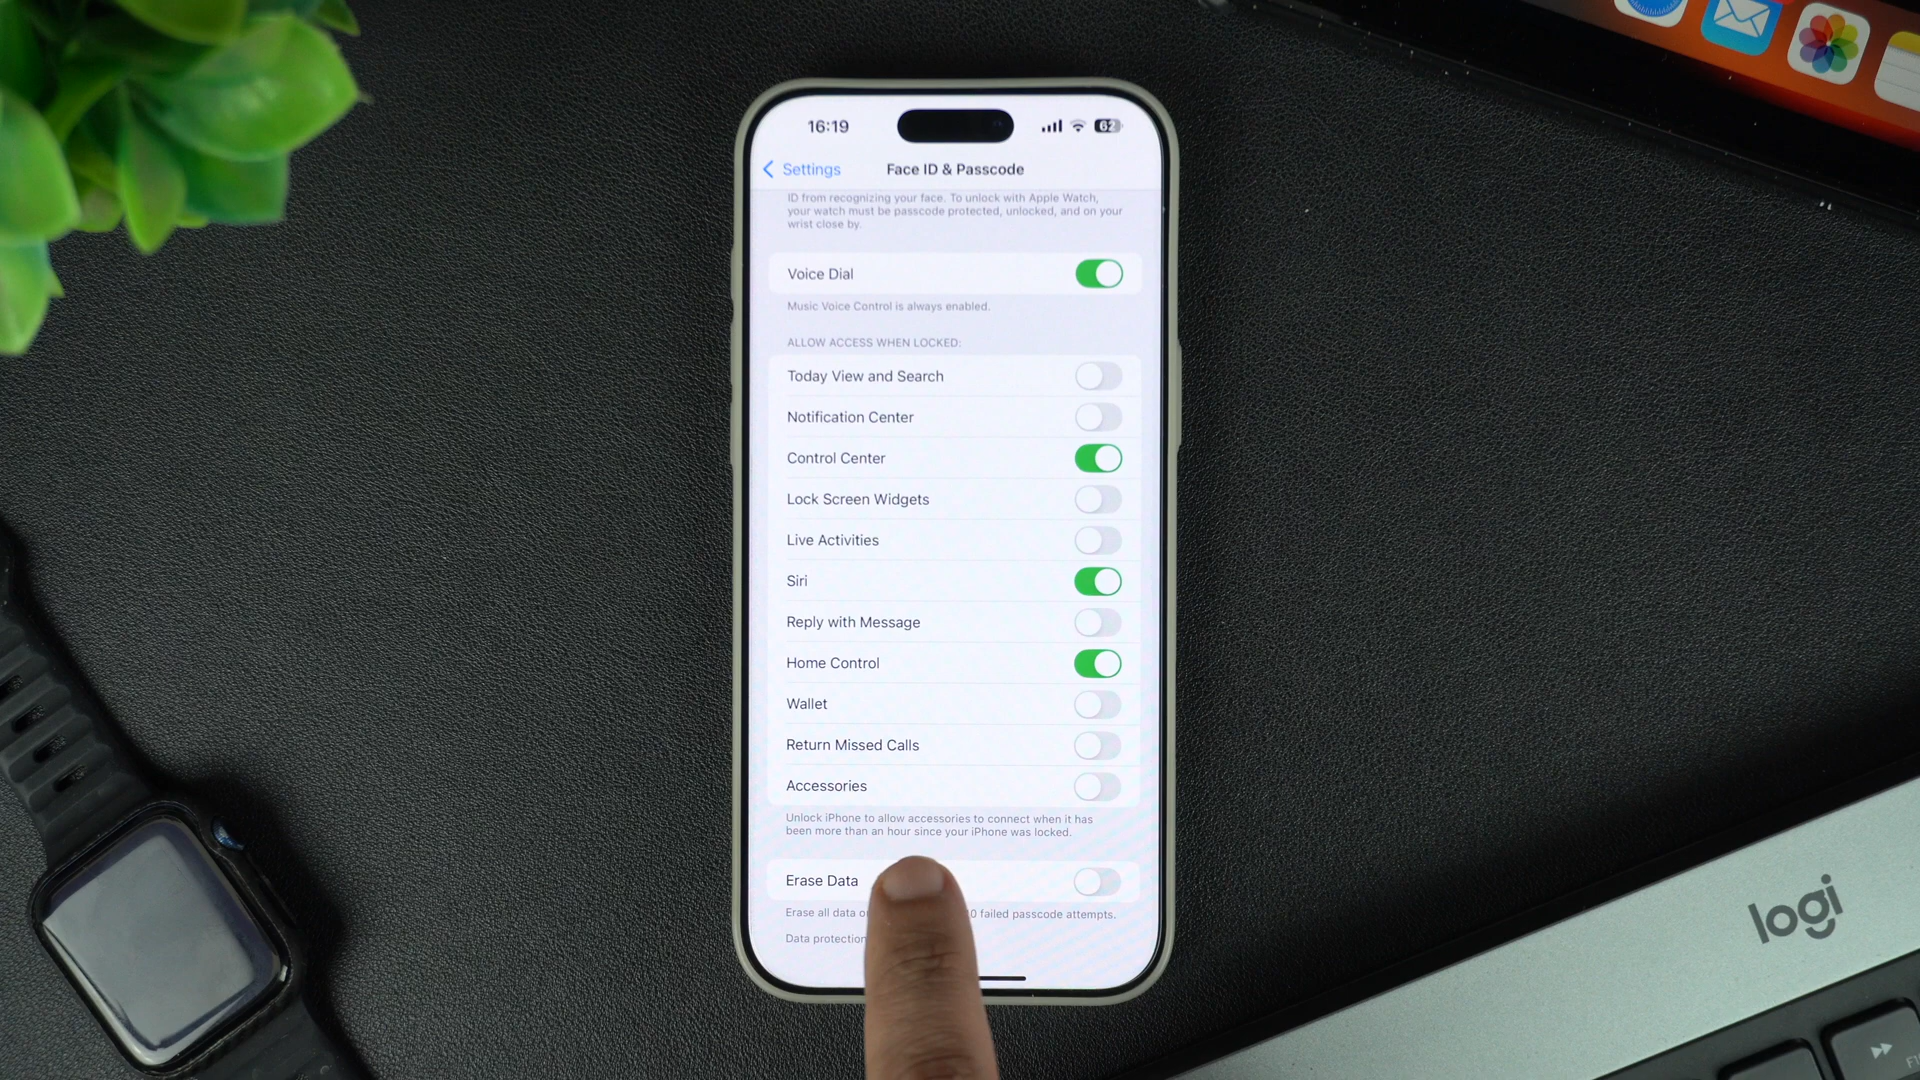 16:19
62
Settings
Face ID & Passcode
ID from recognizing your face. To unlock with Apple Watch,
your watch must be passcode protected, unlocked, and on your
wrist close by.
Voice Dial
Music Voice Control is always enabled.
ALLOW ACCESS WHEN LOCKED:
Today View and Search
Notification Center
Control Center
Lock Screen Widgets
Live Activities
Siri
Reply with Message
Home Control
Wallet
Return Missed Calls
Accessories
Unlock iPhone to allow accessories to connect when it has
been more than an hour since your iPhone was locked.
Erase Data
Erase all data failed passcode attempts.
Data protection
logi